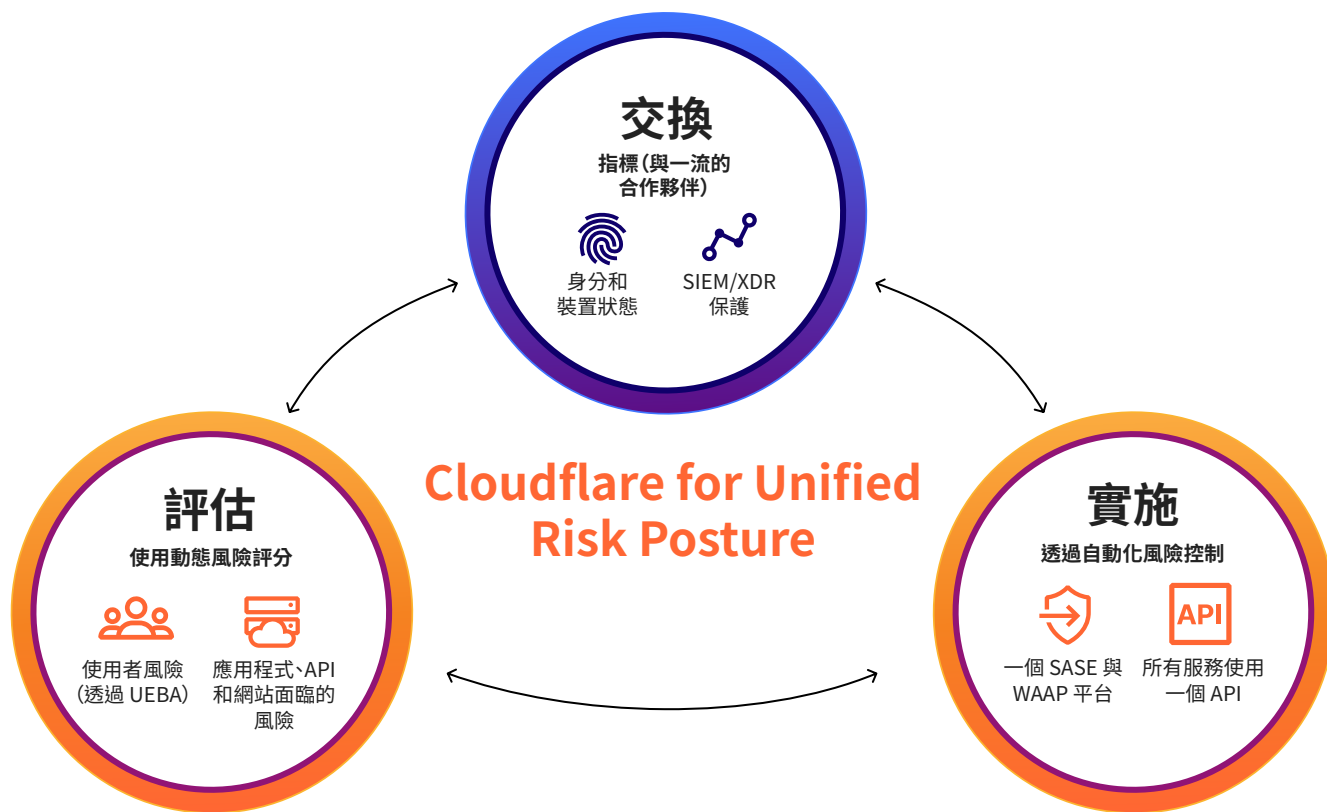 交換
指標（與一流的
合作夥伴）
身分和
裝置狀態
SIEM/XDR
保護
Cloudflare for Unified
Risk Posture
評估
使用動態風險評分
使用者風險
（透過 UEBA）
應用程式、API
和網站面臨的
風險
實施
透過自動化風險控制
一個 SASE 與
WAAP 平台
API
所有服務使用
一個 API